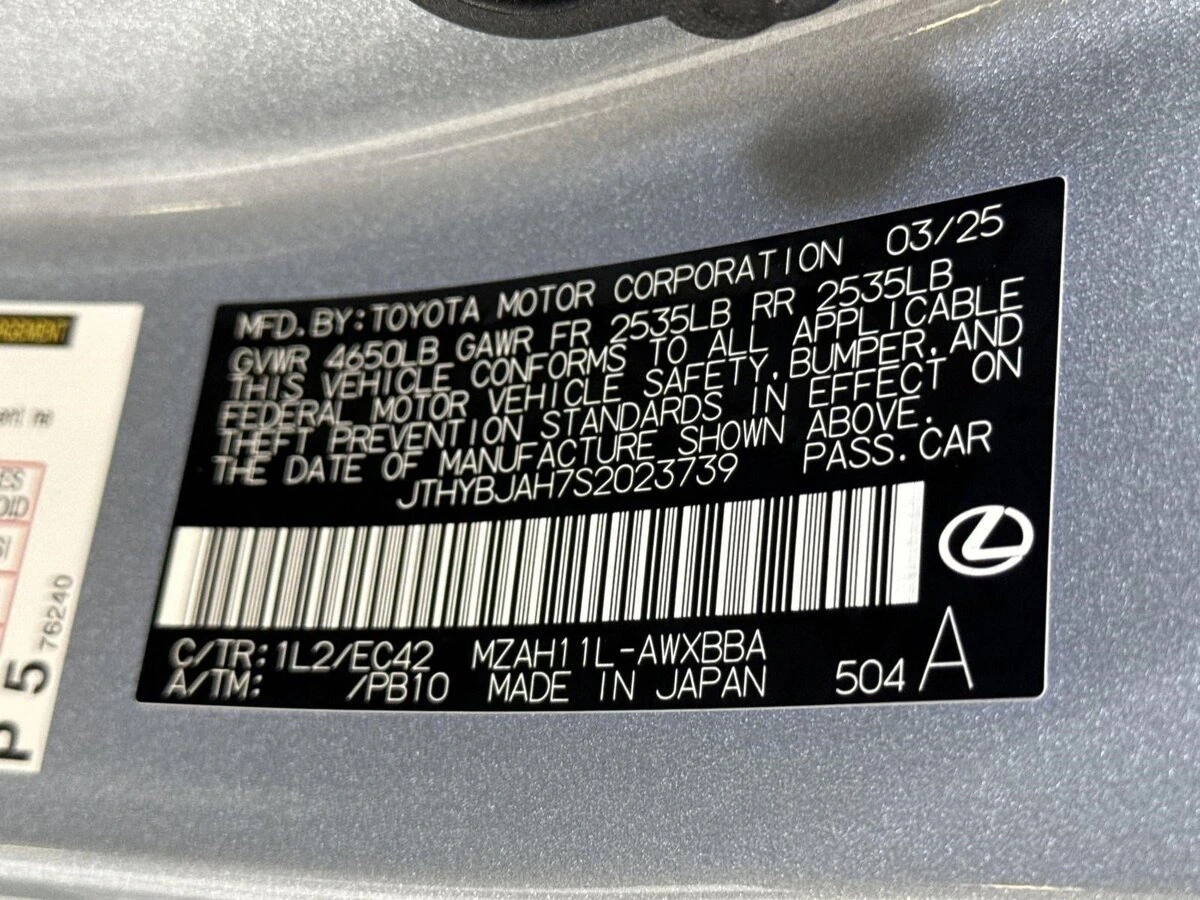 MFD.BY:TOYOTA MOTOR CORPORATION 03/25
GVWR 4650LB GAWR FR 2535LB RR 2535LB
THIS VEHICLE CONFORMS TO ALL APPLICABLE
FEDERAL MOTOR VEHICLE SAFETY,BUMPER,AND
THEFT PREVENTION STANDARDS IN EFFECT ON
THE DATE OF MANUFACTURE SHOWN ABOVE.
JTHYBJAH7S2023739 PASS.CAR
C/TR:1L2/EC42 MZAH11L-AWXBBA
A/TM: /PB10 MADE IN JAPAN 504 A
P 5 76240